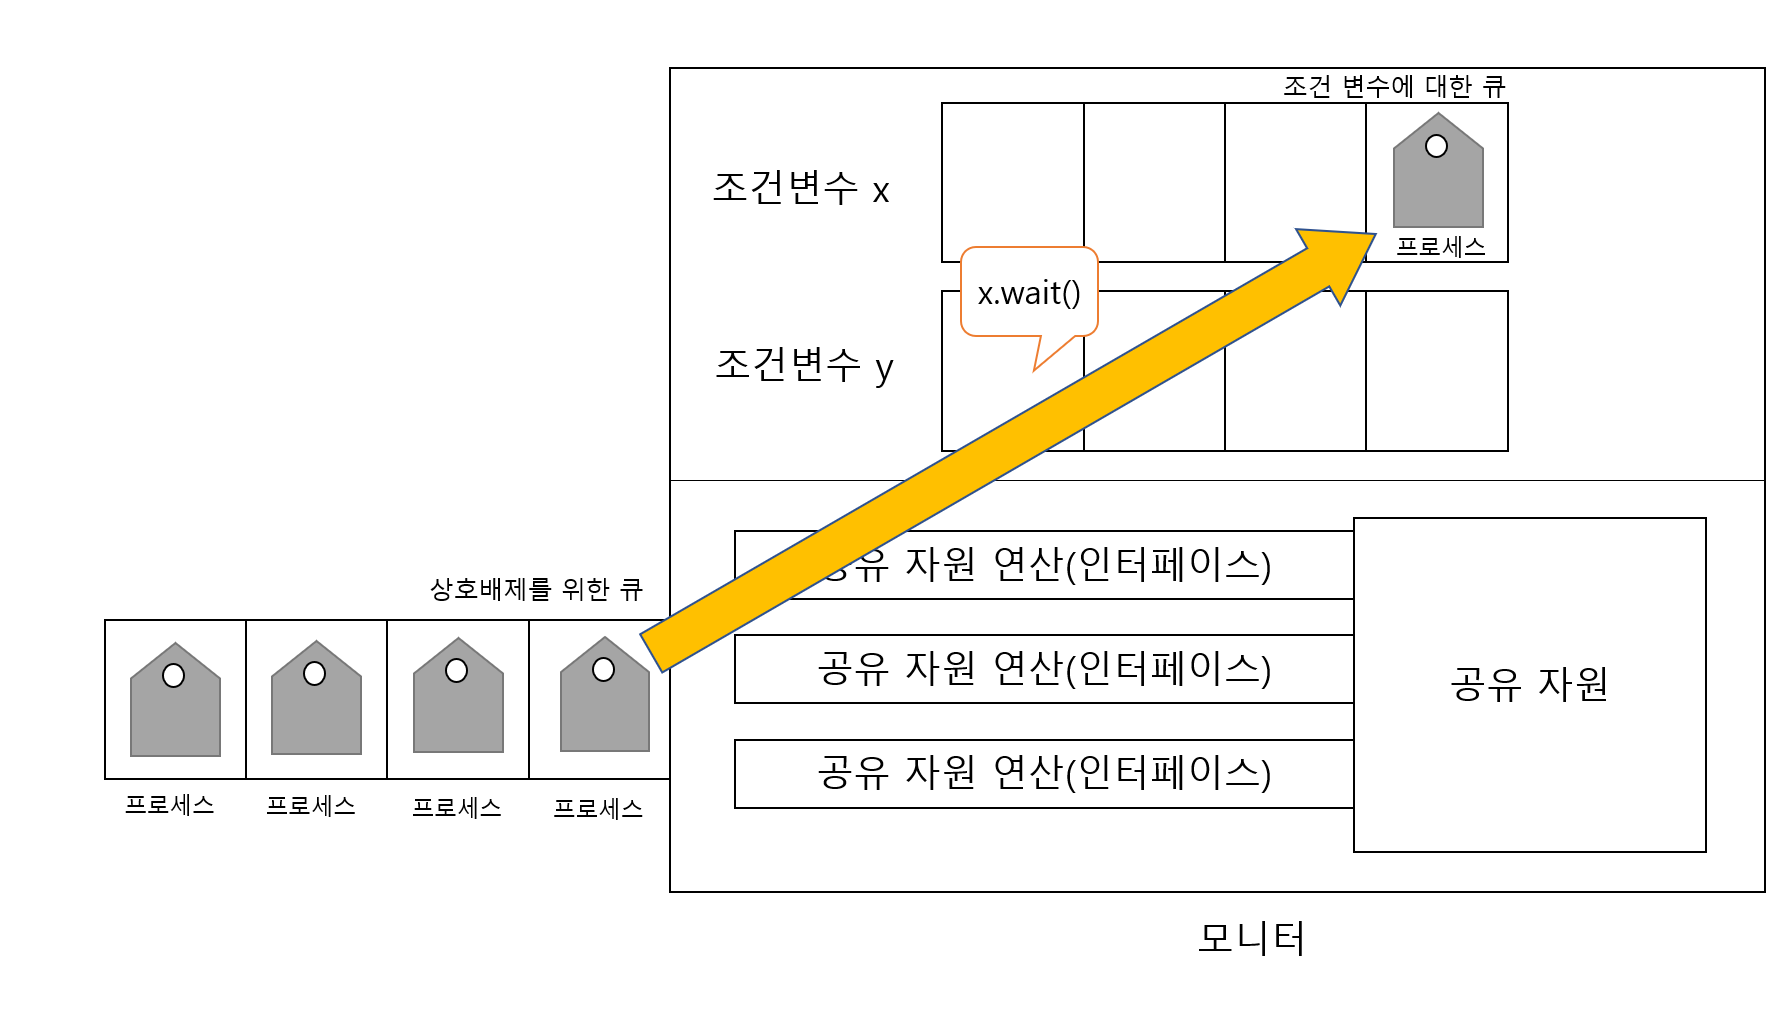 조건 변수에 대한 큐
조건변수 x
프로세스
x.wait()
조건변수 y
상호배제를 위한 큐
공유 자원 연산(인터페이스)
공유 자원 연산(인터페이스)
공유 자원 연산(인터페이스)
공유 자원
프로세스
프로세스
프로세스
프로세스
모니터